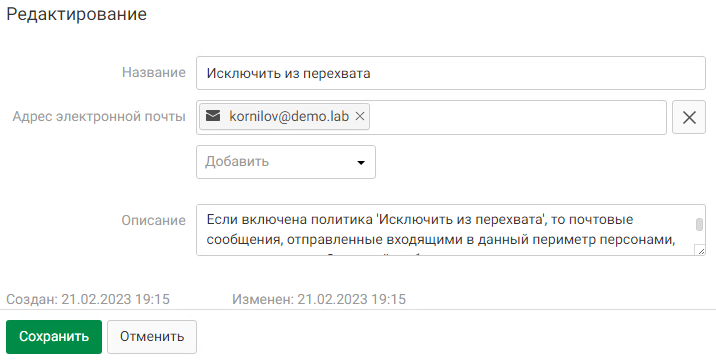 Редактирование
Название Исключить из перехвата
Адрес электронной почты kornilov@demo.lab
Добавить
Описание Если включена политика 'Исключить из перехвата', то почтовые
сообщения, отправленные входящими в данный периметр персонами,
Создан: 21.02.2023 19:15 Изменен: 21.02.2023 19:15
Сохранить Отменить